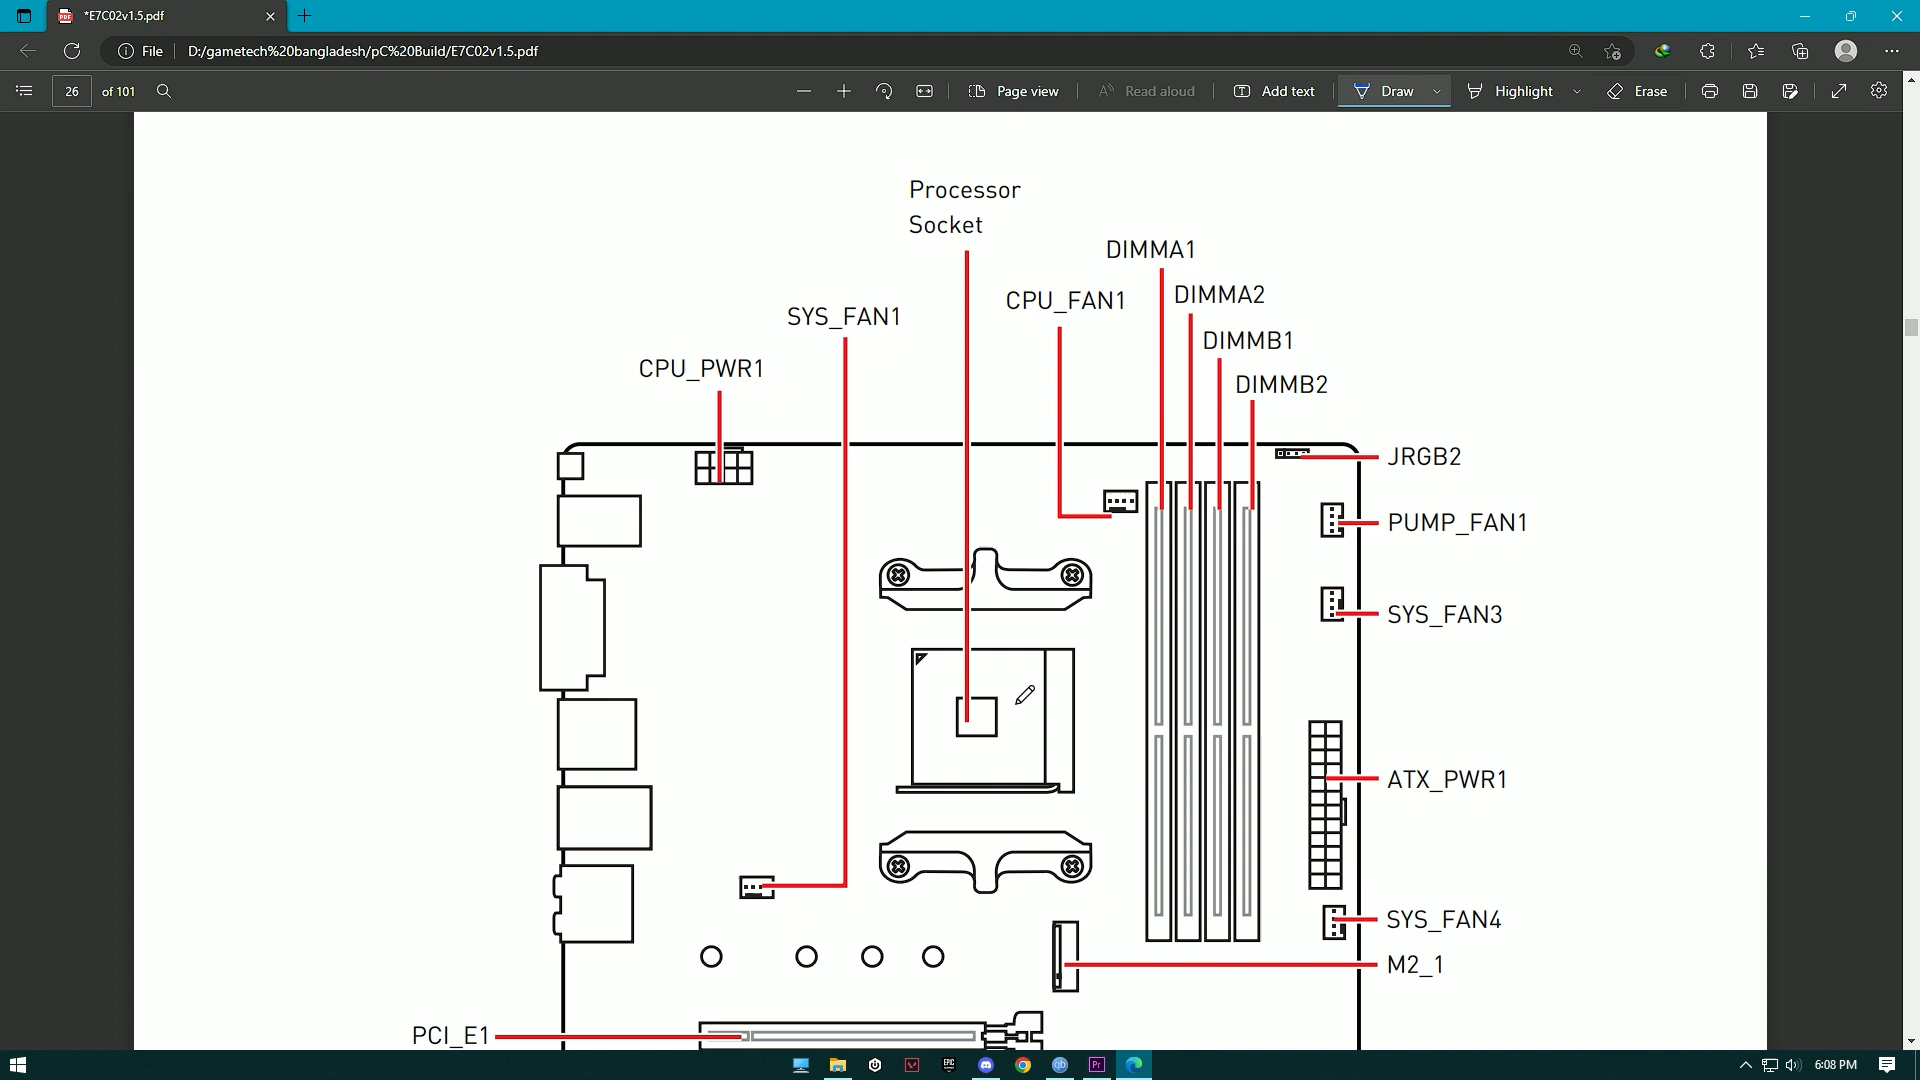 *E7C02v1.5.pdf
File
D:/gametech%20bangladesh/pC%20Build/E7C02v1.5.pdf
26 of 101
Page view
Read aloud
Add text
Draw
Highlight
Erase
Processor
Socket
DIMMA1
CPU_FAN1
DIMMA2
SYS_FAN1
DIMMB1
CPU_PWR1
DIMMB2
JRGB2
PUMP_FAN1
SYS_FAN3
ATX_PWR1
SYS_FAN4
M2_1
PCI_E1
6:08 PM